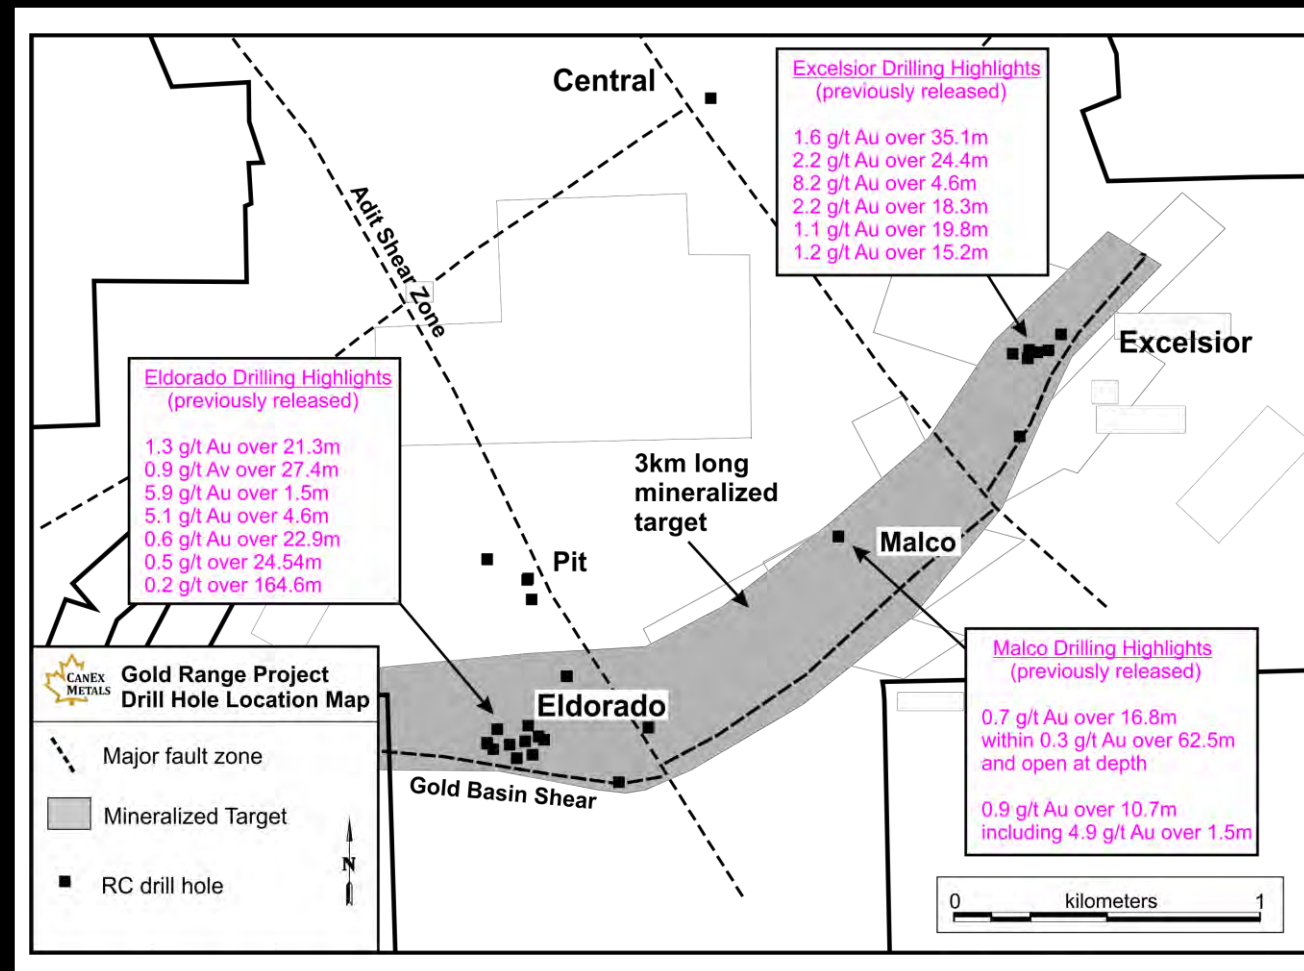 Central
Excelsior Drilling Highlights
(previously released)
1.6 g/t Au over 35.1m
2.2 g/t Au over 24.4m
8.2 g/t Au over 4.6m
2.2 g/t Au over 18.3m
1.1 g/t Au over 19.8m
1.2 g/t Au over 15.2m
Adit Shear Zone
Excelsior
Eldorado Drilling Highlights
(previously released)
1.3 g/t Au over 21.3m
0.9 g/t Av over 27.4m
5.9 g/t Au over 1.5m
5.1 g/t Au over 4.6m
0.6 g/t Au over 22.9m
0.5 g/t over 24.54m
0.2 g/t over 164.6m
3km long
mineralized
target
Malco
Pit
Eldorado
Gold Basin Shear
Malco Drilling Highlights
(previously released)
0.7 g/t Au over 16.8m
within 0.3 g/t Au over 62.5m
and open at depth
0.9 g/t Au over 10.7m
including 4.9 g/t Au over 1.5m
CANEX
METALS
Gold Range Project
Drill Hole Location Map
Major fault zone
Mineralized Target
RC drill hole
N
0 kilometers 1